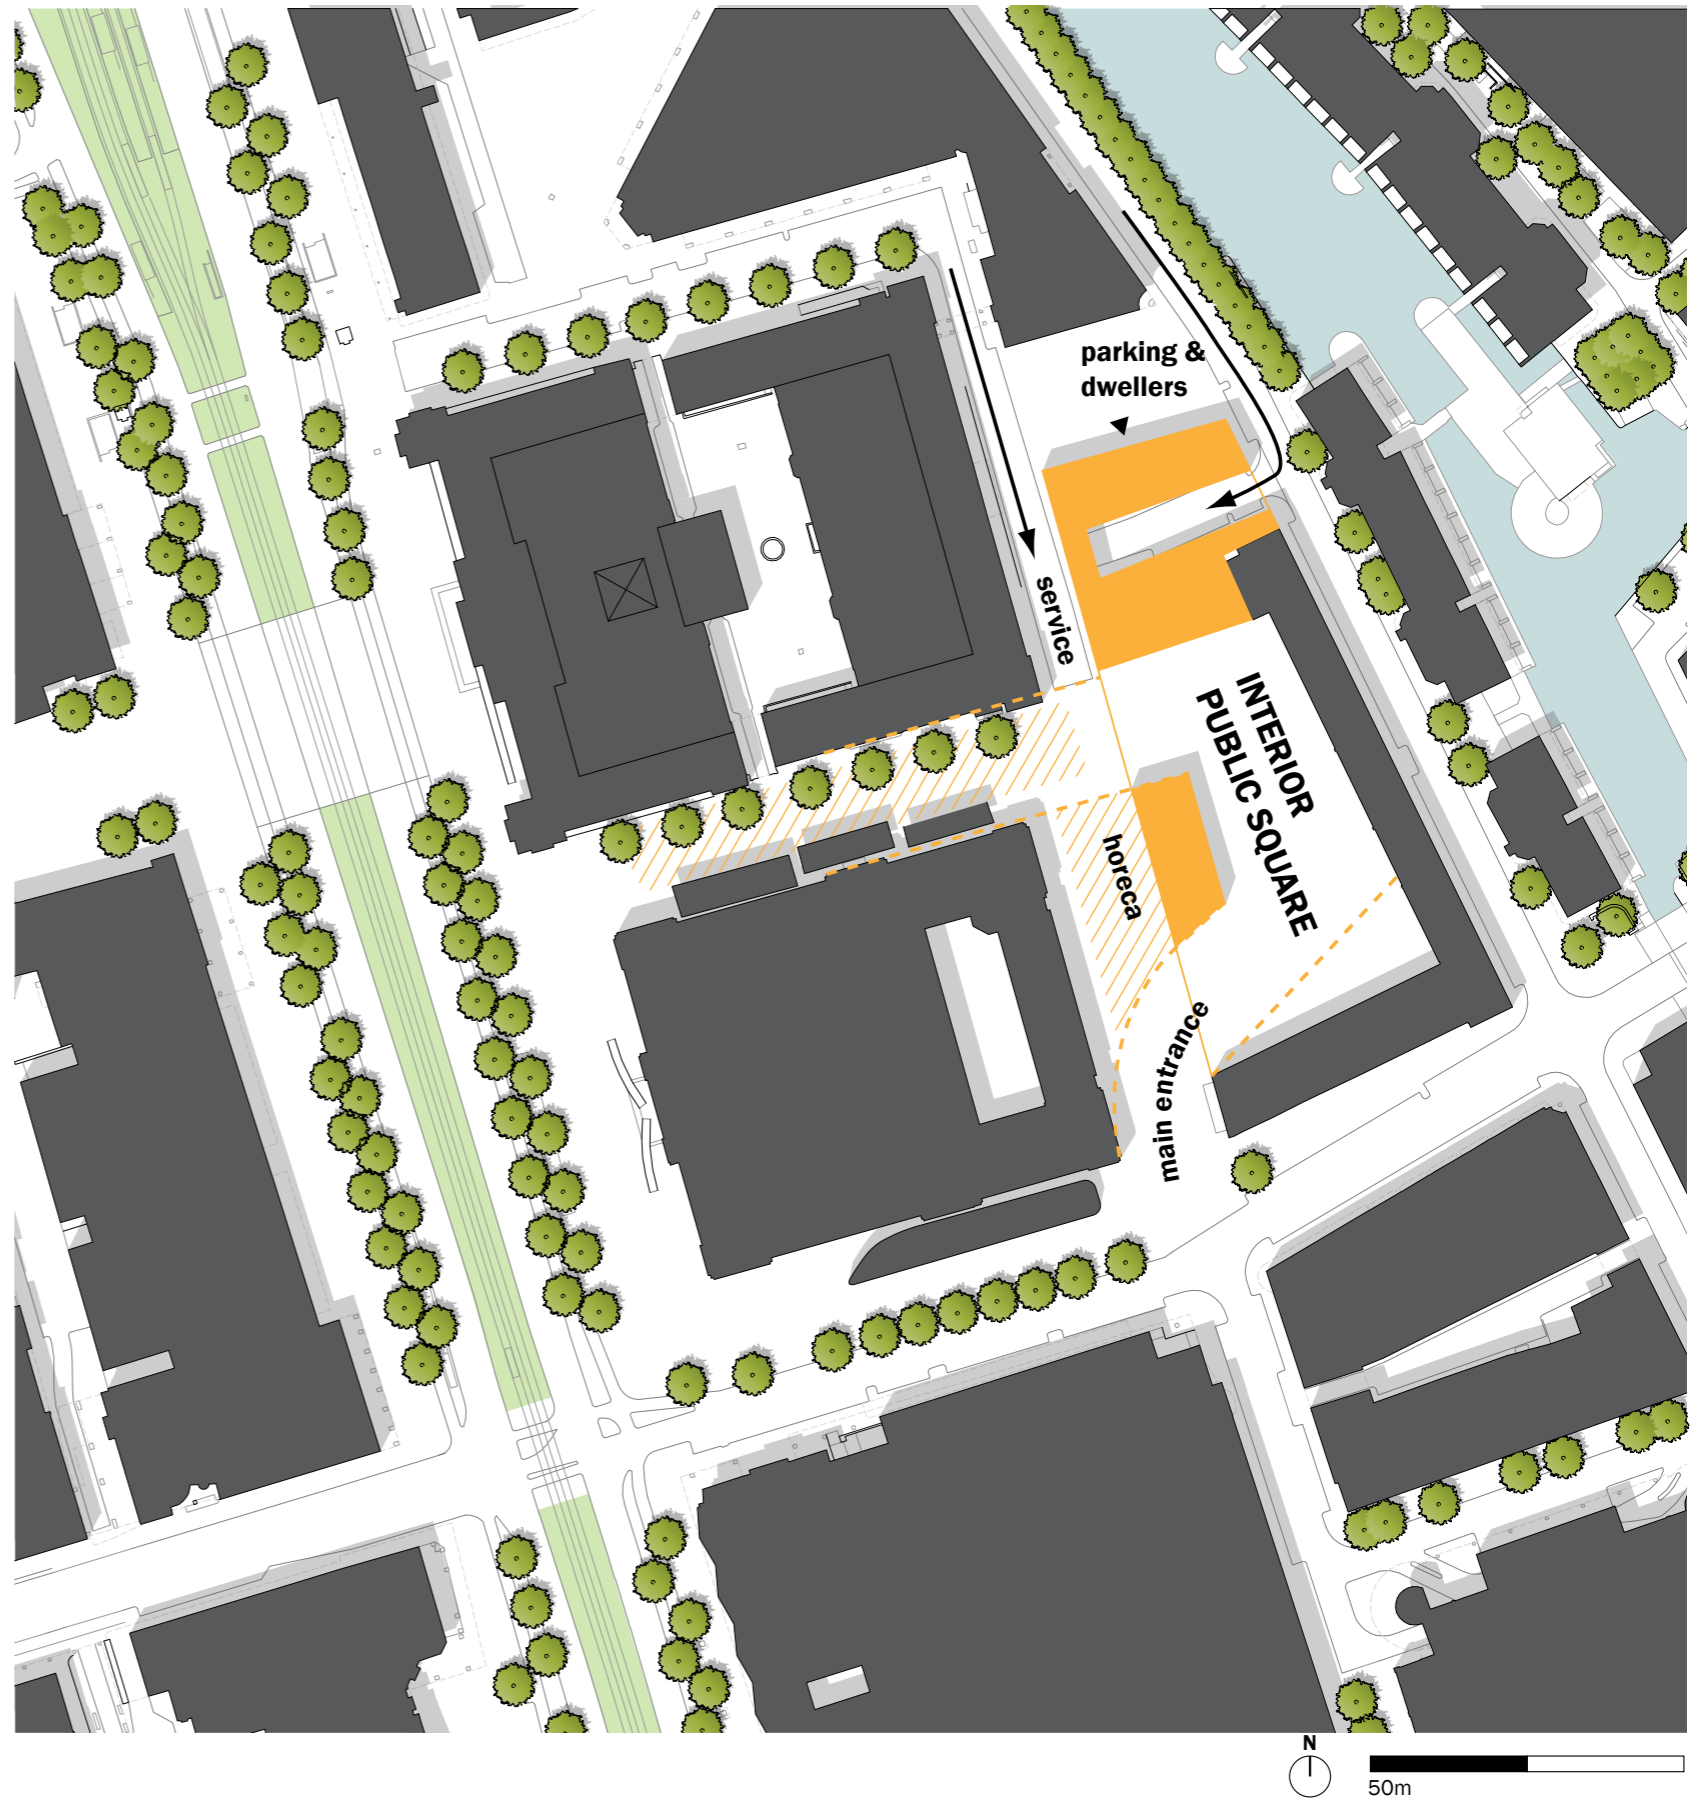 parking &
dwellers
service
INTERIOR
PUBLIC SQUARE
horeca
main entrance
N
50m